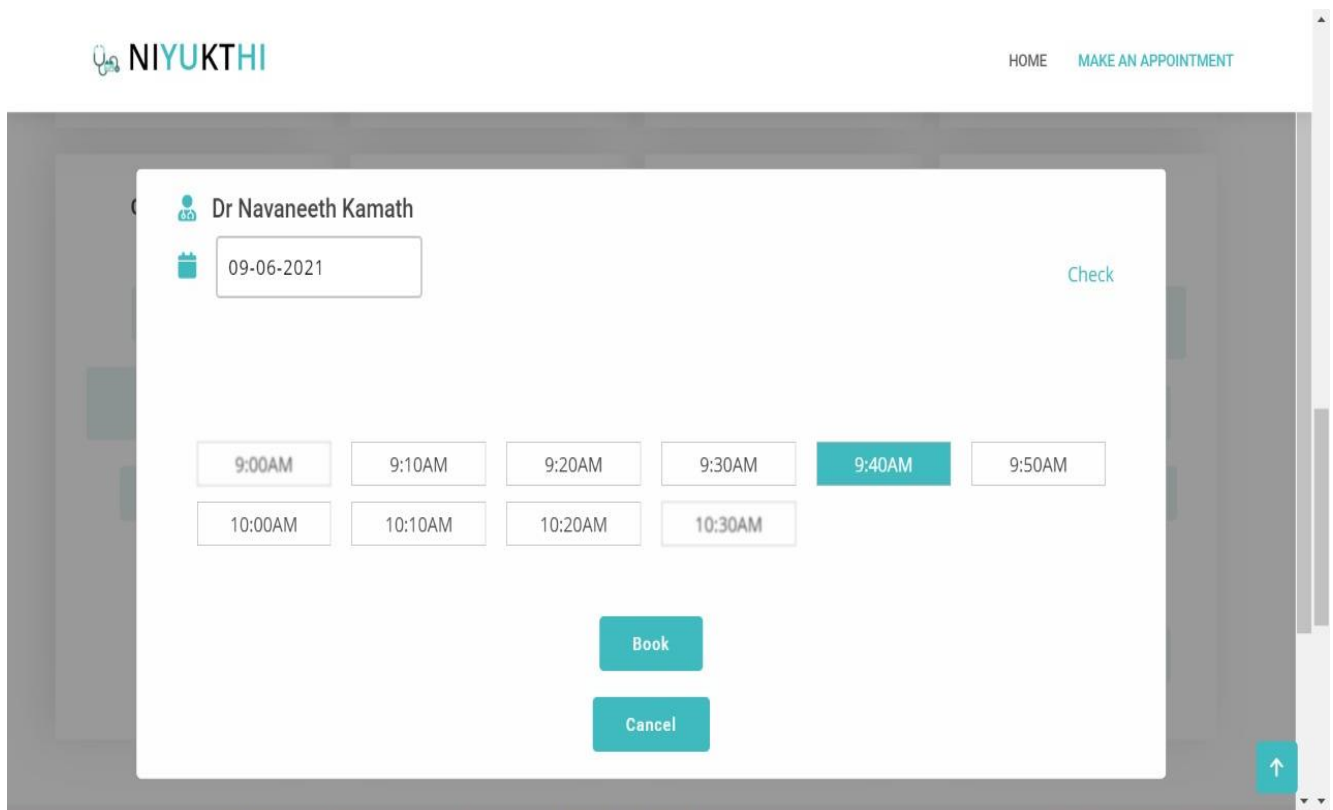 NIYUKTHI
HOME MAKE AN APPOINTMENT
Dr Navaneeth Kamath
09-06-2021
Check
9:00AM 9:10AM 9:20AM 9:30AM 9:40AM 9:50AM
10:00AM 10:10AM 10:20AM 10:30AM
Book
Cancel